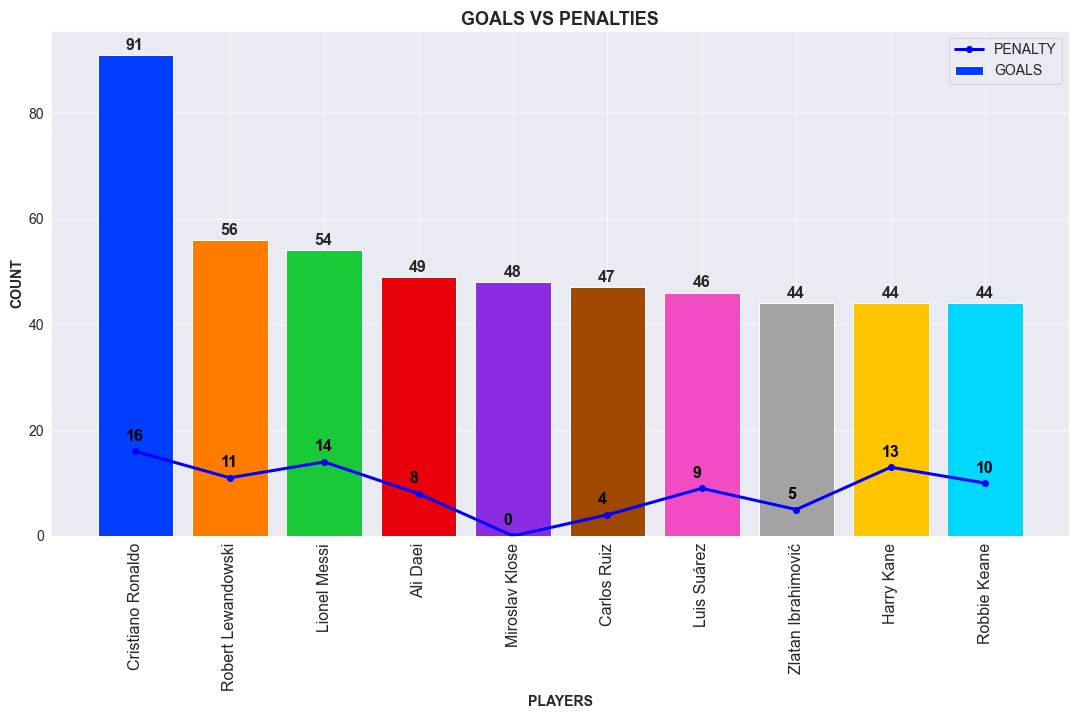 GOALS VS PENALTIES
PENALTY
GOALS
91
56
54
49
48
47
46
44
44
44
16
11
14
8
0
4
9
5
13
10
80
60
40
20
0
COUNT
Cristiano Ronaldo
Robert Lewandowski
Lionel Messi
Ali Daei
Miroslav Klose
Carlos Ruiz
Luis Suárez
Zlatan Ibrahimović
Harry Kane
Robbie Keane
PLAYERS